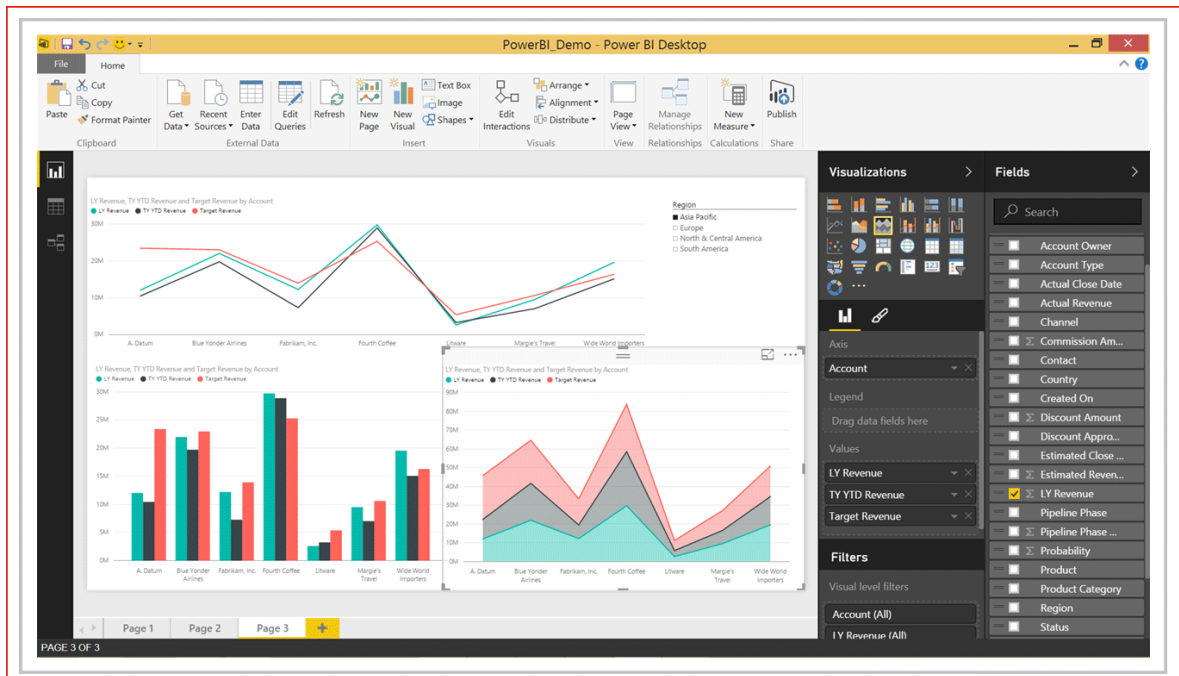 PowerBI_Demo - Power BI Desktop
File Home
Cut
Copy
Format Painter
Paste
Get Data
Recent Sources
Enter Data
Edit Queries
Refresh
New Page
New Visual
Text Box
Image
Shapes
Edit Interactions
Arrange
Alignment
Distribute
Page View
Manage Relationships
New Measure
Publish
Clipboard External Data Insert Visuals View Relationships Calculations Share
LY Revenue, TY YTD Revenue and Target Revenue by Account
LY Revenue TY YTD Revenue Target Revenue
30M
20M
10M
0M
A. Datum Blue Yonder Airlines Fabrikam, Inc. Fourth Coffee Litware Margie's Travel Wide World Importers
Region
Asia Pacific
Europe
North & Central America
South America
LY Revenue, TY YTD Revenue and Target Revenue by Account
LY Revenue TY YTD Revenue Target Revenue
30M
25M
20M
15M
10M
5M
0M
A. Datum Blue Yonder Airlines Fabrikam, Inc. Fourth Coffee Litware Margie's Travel Wide World Importers
LY Revenue, TY YTD Revenue and Target Revenue by Account
LY Revenue TY YTD Revenue Target Revenue
90M
80M
70M
60M
50M
40M
30M
20M
10M
0M
A. Datum Blue Yonder Airlines Fabrikam, Inc. Fourth Coffee Litware Margie's Travel Wide World Importers
Visualizations
123
Axis
Account
Legend
Drag data fields here
Values
LY Revenue
TY YTD Revenue
Target Revenue
Filters
Visual level filters
Account (All)
LY Revenue (All)
Fields
Search
Account Owner
Account Type
Actual Close Date
Actual Revenue
Channel
Σ Commission Am...
Contact
Country
Created On
Σ Discount Amount
Discount Appro...
Estimated Close ...
Σ Estimated Reven...
Σ LY Revenue
Pipeline Phase
Σ Pipeline Phase ...
Σ Probability
Product
Product Category
Region
Status
Page 1 Page 2 Page 3 +
PAGE 3 OF 3